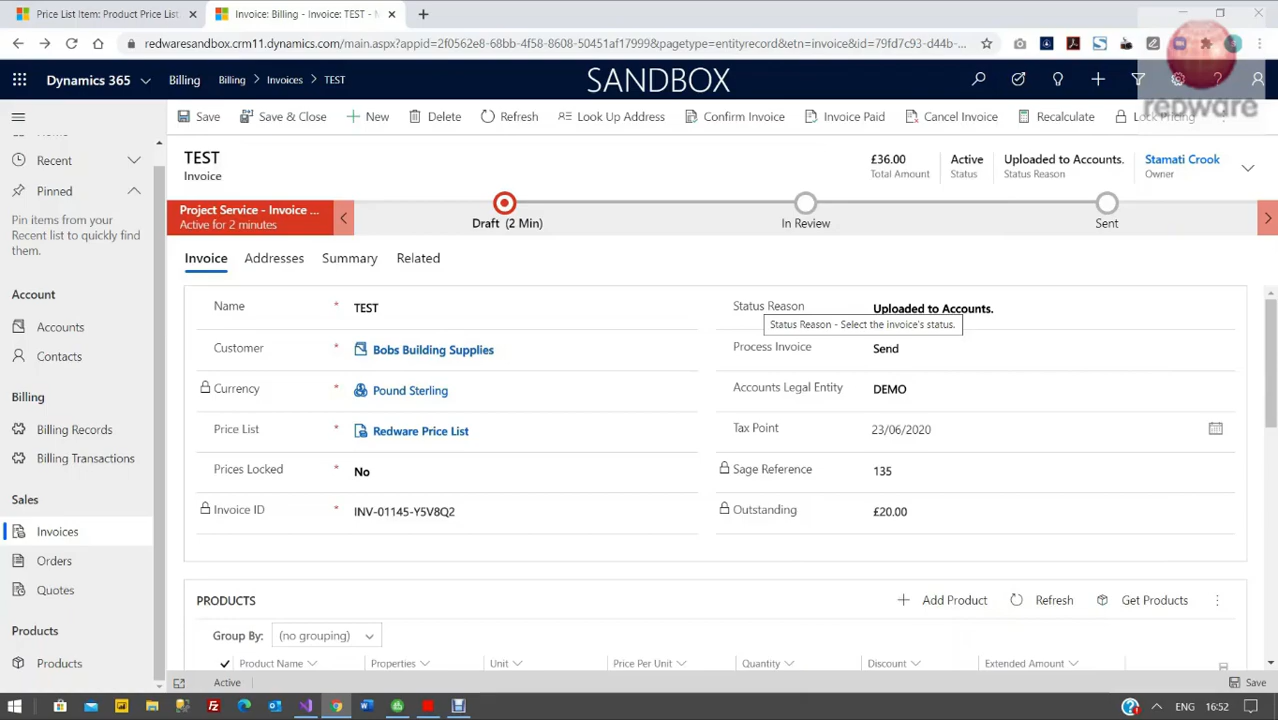 Price List Item: Product Price List
Invoice: Billing - Invoice: TEST - M
redwaresandbox.crm11.dynamics.com/main.aspx?appid=2f0562e8-68bb-4f58-8608-50451af17999&pagetype=entityrecord&etn=invoice&id=79fd7c93-d44b-...
Dynamics 365
Billing
Billing > Invoices > TEST
SANDBOX
redware
Save
Save & Close
New
Delete
Refresh
Look Up Address
Confirm Invoice
Invoice Paid
Cancel Invoice
Recalculate
Lock Pricing
Home
Recent
Pinned
Pin items from your
Recent list to quickly find
them.
Account
Accounts
Contacts
Billing
Billing Records
Billing Transactions
Sales
Invoices
Orders
Quotes
Products
Products
TEST
Invoice
£36.00
Total Amount
Active
Status
Uploaded to Accounts.
Status Reason
Stamati Crook
Owner
Project Service - Invoice ...
Active for 2 minutes
Draft (2 Min)
In Review
Sent
Invoice
Addresses
Summary
Related
Name * TEST
Customer * Bobs Building Supplies
Currency * Pound Sterling
Price List * Redware Price List
Prices Locked * No
Invoice ID * INV-01145-Y5V8Q2
Status Reason Uploaded to Accounts.
Status Reason - Select the invoice's status.
Process Invoice Send
Accounts Legal Entity DEMO
Tax Point 23/06/2020
Sage Reference 135
Outstanding £20.00
PRODUCTS
Add Product
Refresh
Get Products
Group By: (no grouping)
Product Name
Properties
Unit
Price Per Unit
Quantity
Discount
Extended Amount
Active
Save
ENG
16:52